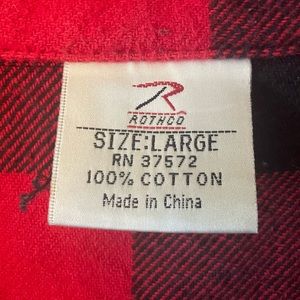 ROTHCO
SIZE:LARGE
RN 37572
100% COTTON
Made in China